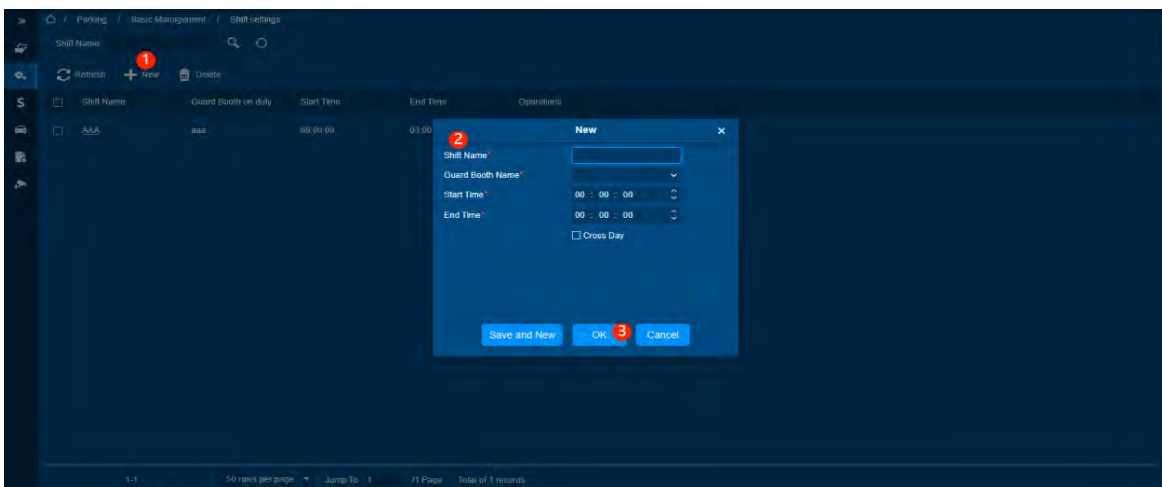 / Parking / Basic Management / Shift settings
Shift Name
1
Refresh New Delete
Shift Name Guard Booth on duty Start Time End Time Operations
AAA aaa 08:00:00 03:00
New ×
2
Shift Name*
Guard Booth Name*
Start Time* 00 : 00 : 00
End Time* 00 : 00 : 00
Cross Day
Save and New OK 3 Cancel
1-1 50 rows per page Jump To 1 /1 Page Total of 1 records